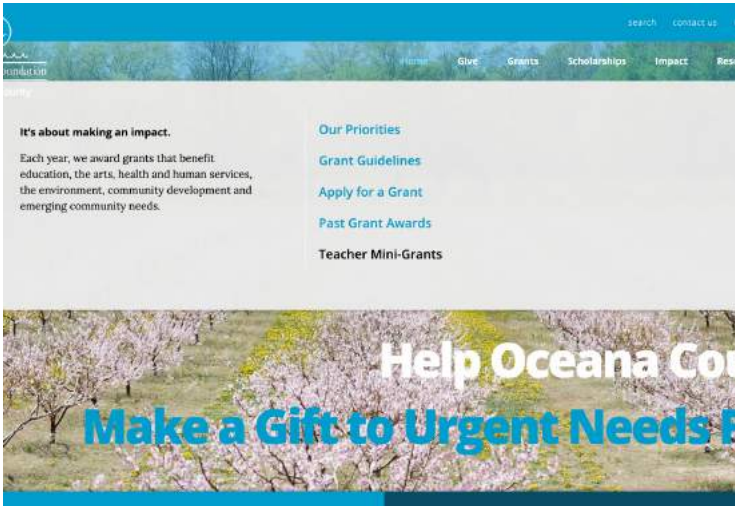 search contact us
Foundation
Home Give Grants Scholarships Impact
It's about making an impact.
Each year, we award grants that benefit
education, the arts, health and human services,
the environment, community development and
emerging community needs.
Our Priorities
Grant Guidelines
Apply for a Grant
Past Grant Awards
Teacher Mini-Grants
Help Oceana Cou
Make a Gift to Urgent Needs F